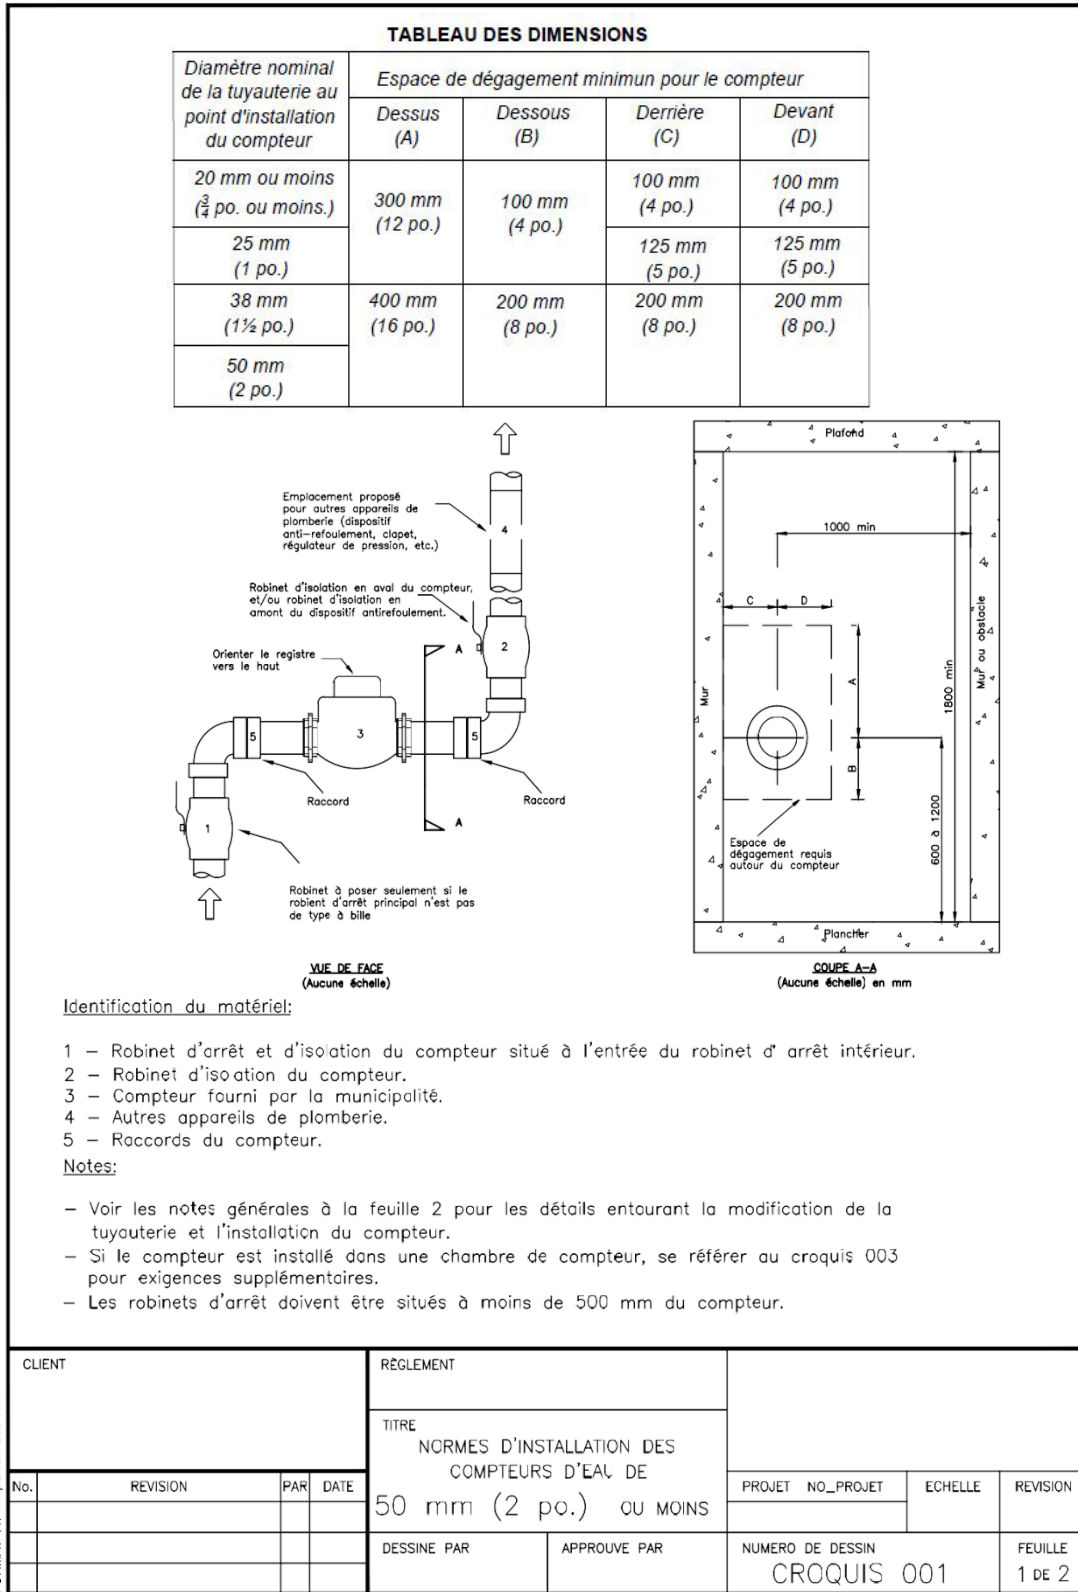 TABLEAU DES DIMENSIONS
Diamètre nominal
de la tuyauterie au
point d'installation
du compteur
Espace de dégagement minimun pour le compteur
Dessus
(A)
Dessous
(B)
Derrière
(C)
Devant
(D)
20 mm ou moins
(¾ po. ou moins.)
300 mm
(12 po.)
100 mm
(4 po.)
100 mm
(4 po.)
100 mm
(4 po.)
25 mm
(1 po.)
125 mm
(5 po.)
125 mm
(5 po.)
38 mm
(1½ po.)
400 mm
(16 po.)
200 mm
(8 po.)
200 mm
(8 po.)
200 mm
(8 po.)
50 mm
(2 po.)
Emplacement proposé
pour autres appareils de
plomberie (dispositif
anti-refoulement, clapet,
régulateur de pression, etc.)
4
Robinet d'isolation en aval du compteur,
et/ou robinet d'isolation en
amont du dispositif antirefoulement.
2
A
Orienter le registre
vers le haut
5
3
5
Raccord
Raccord
A
1
Robinet à poser seulement si le
robient d'arrêt principal n'est pas
de type à bille
VUE DE FACE
(Aucune échelle)
Plafond
1000 min
C
D
A
B
Mur
Mur ou obstacle
1800 min
600 à 1200
Espace de
dégagement requis
autour du compteur
Plancher
COUPE A-A
(Aucune échelle) en mm
Identification du matériel:
1 – Robinet d'arrêt et d'isolation du compteur situé à l'entrée du robinet d' arrêt intérieur.
2 – Robinet d'isolation du compteur.
3 – Compteur fourni par la municipalité.
4 – Autres appareils de plomberie.
5 – Raccords du compteur.
Notes:
– Voir les notes générales à la feuille 2 pour les détails entourant la modification de la
tuyauterie et l'installation du compteur.
– Si le compteur est installé dans une chambre de compteur, se référer au croquis 003
pour exigences supplémentaires.
– Les robinets d'arrêt doivent être situés à moins de 500 mm du compteur.
CLIENT
RÈGLEMENT
TITRE
NORMES D'INSTALLATION DES
COMPTEURS D'EAU DE
50 mm (2 po.) OU MOINS
No.
REVISION
PAR
DATE
PROJET NO_PROJET
ECHELLE
REVISION
DESSINE PAR
APPROUVE PAR
NUMERO DE DESSIN
CROQUIS 001
FEUILLE
1 DE 2